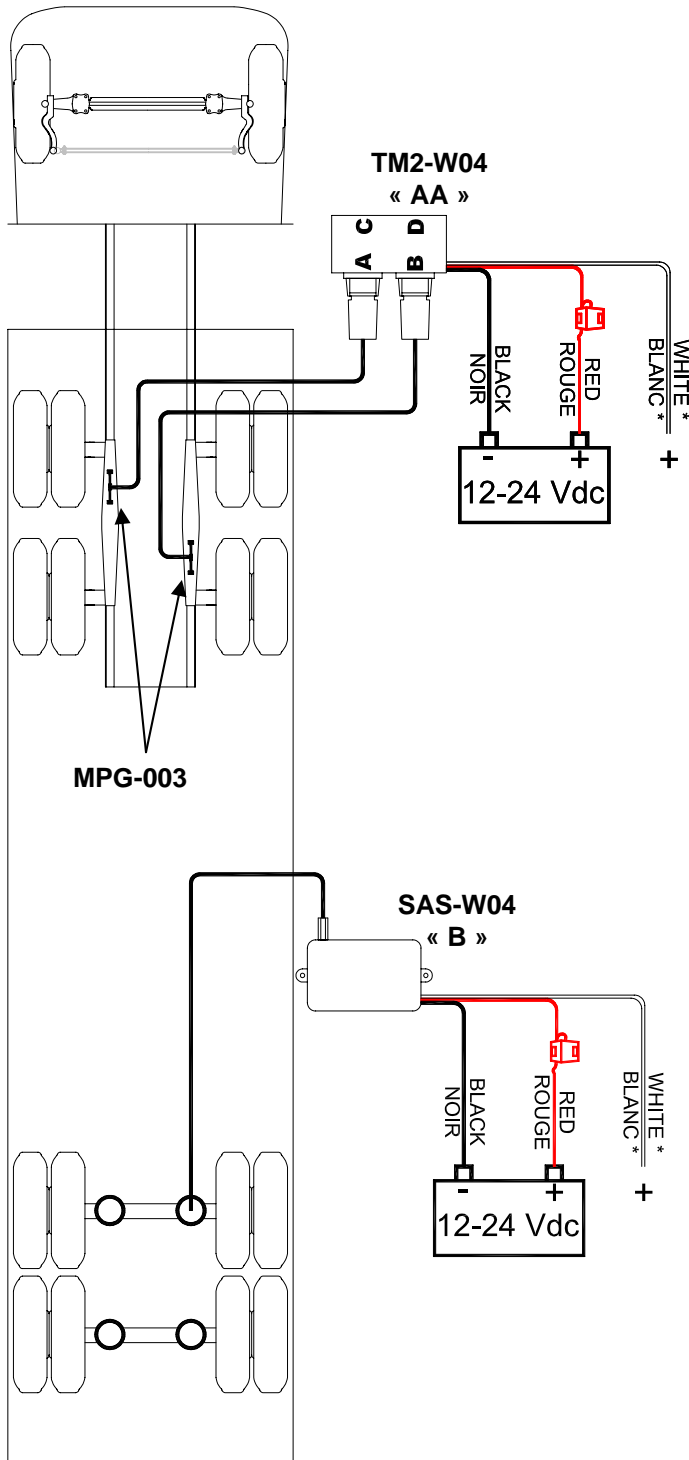 TM2-W04
« AA »
C D
A B
BLACK
NOIR
RED
ROUGE
WHITE *
BLANC *
- + +
12-24 Vdc
MPG-003
SAS-W04
« B »
BLACK
NOIR
RED
ROUGE
WHITE *
BLANC *
- + +
12-24 Vdc